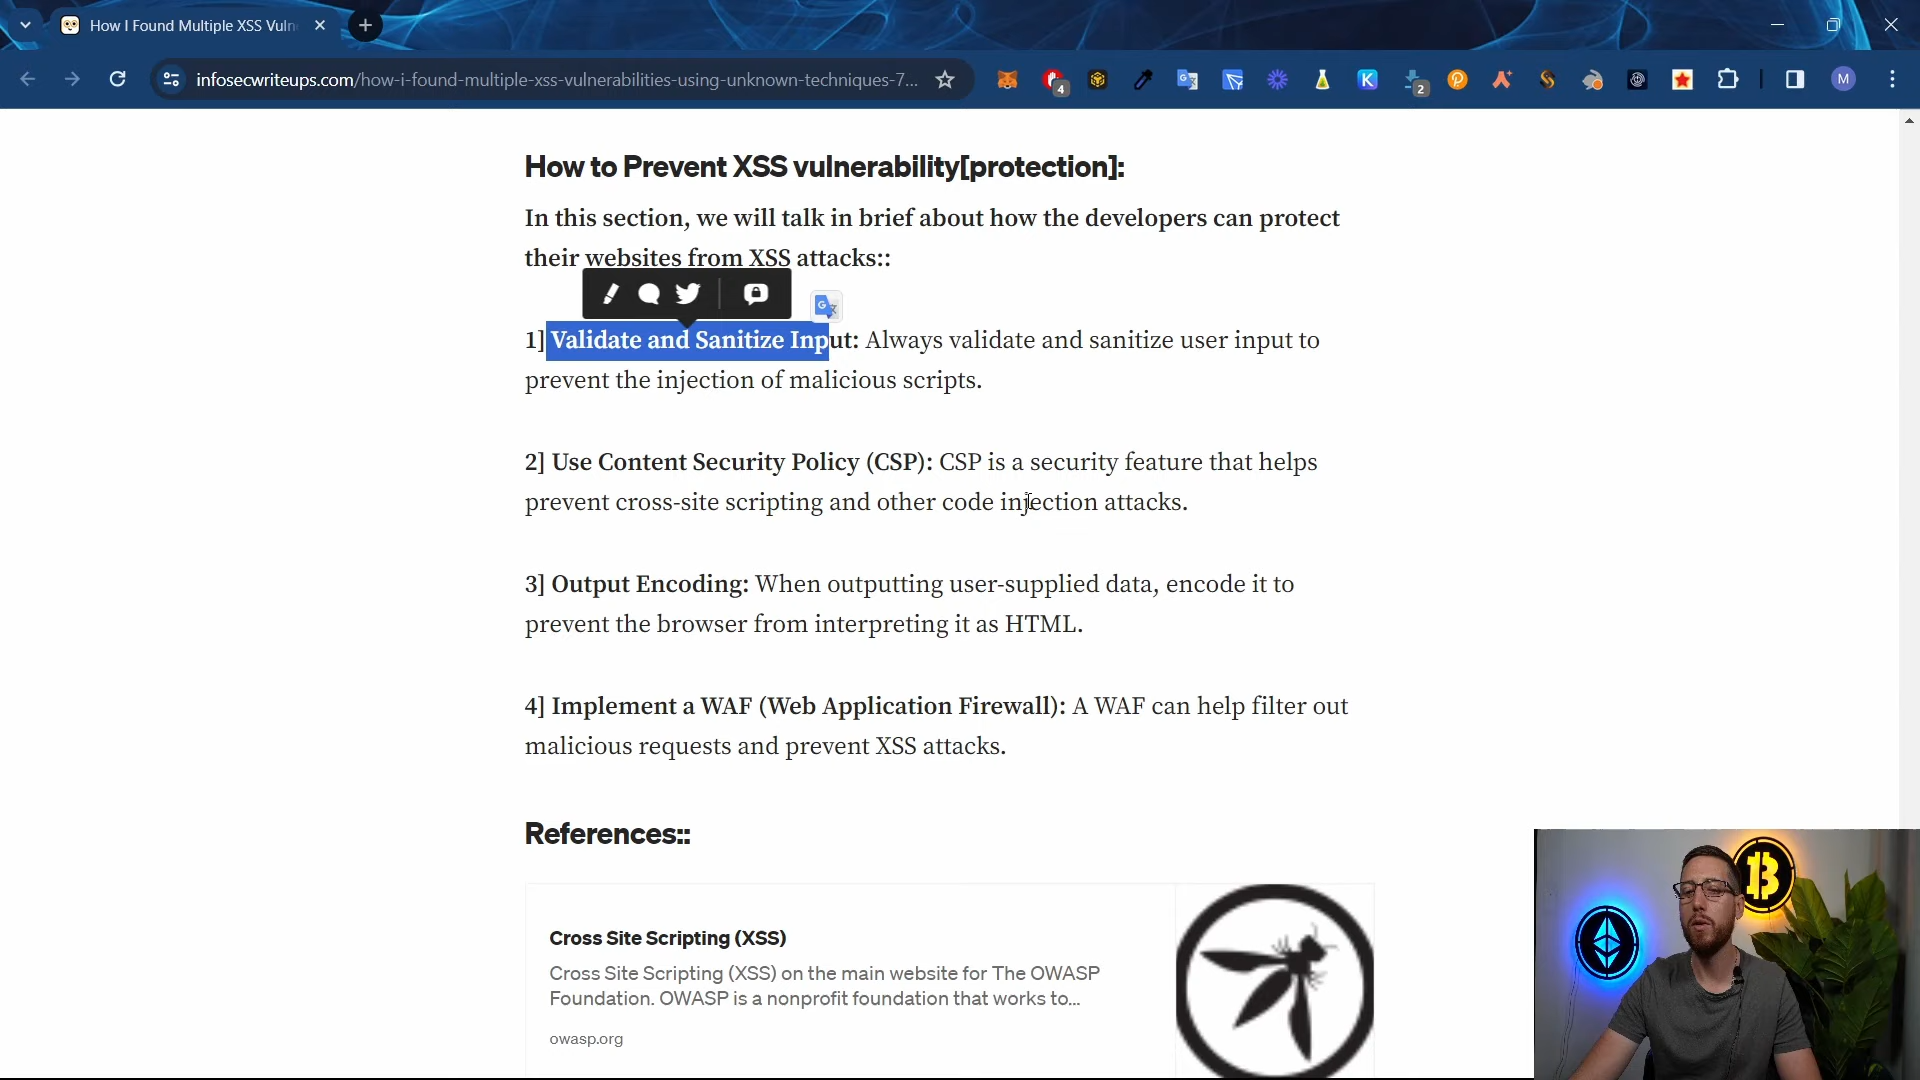 How I Found Multiple XSS Vuln
infosecwriteups.com/how-i-found-multiple-xss-vulnerabilities-using-unknown-techniques-7...
4
2
M
How to Prevent XSS vulnerability[protection]:
In this section, we will talk in brief about how the developers can protect
their websites from XSS attacks::
1] Validate and Sanitize Input: Always validate and sanitize user input to
prevent the injection of malicious scripts.
2] Use Content Security Policy (CSP): CSP is a security feature that helps
prevent cross-site scripting and other code injection attacks.
3] Output Encoding: When outputting user-supplied data, encode it to
prevent the browser from interpreting it as HTML.
4] Implement a WAF (Web Application Firewall): A WAF can help filter out
malicious requests and prevent XSS attacks.
References::
Cross Site Scripting (XSS)
Cross Site Scripting (XSS) on the main website for The OWASP
Foundation. OWASP is a nonprofit foundation that works to...
owasp.org